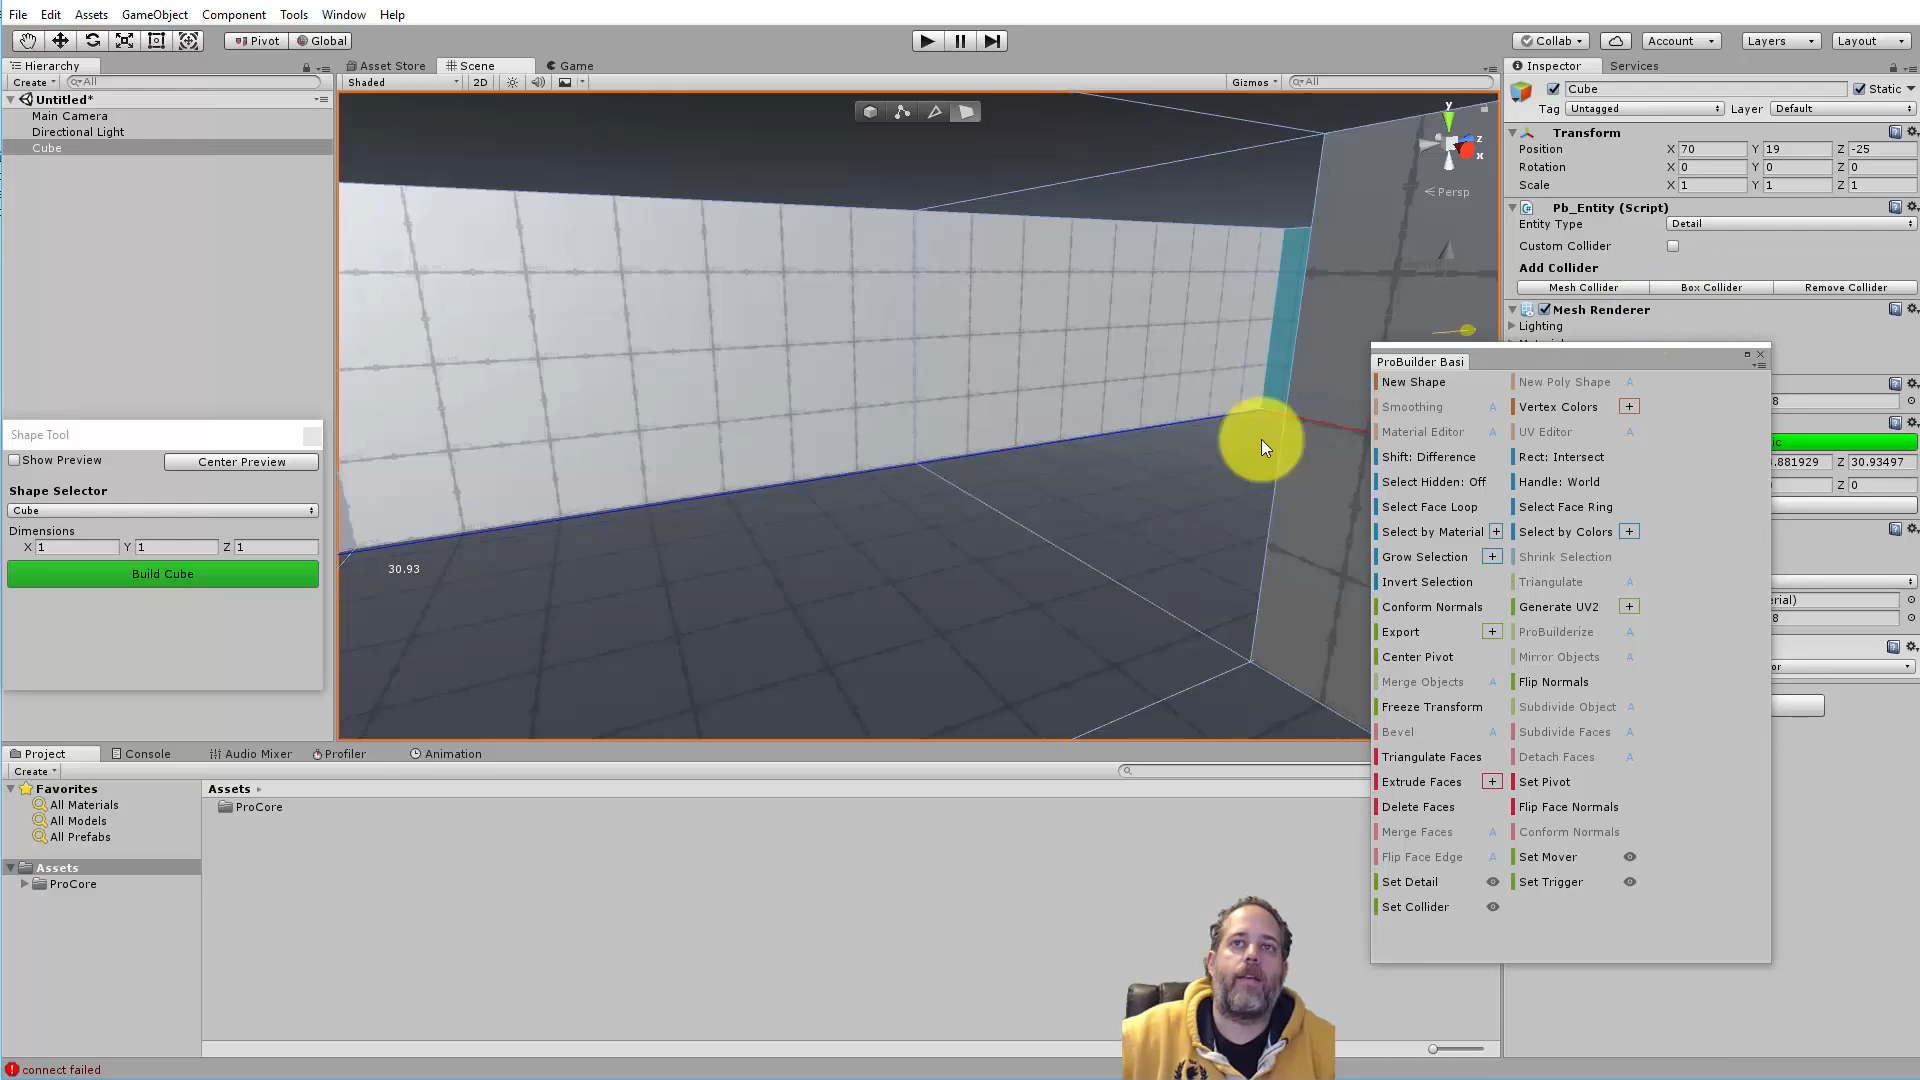 File Edit Assets GameObject Component Tools Window Help
Pivot Global Collab Account Layers Layout
Hierarchy
Create All
Untitled*
Main Camera
Directional Light
Cube
Asset Store Scene Game
Shaded 2D Gizmos All
y
z
x
Persp
30.93
Inspector Services
Cube Static
Tag Untagged Layer Default
Transform
Position X 70 Y 19 Z -25
Rotation X 0 Y 0 Z 0
Scale X 1 Y 1 Z 1
Pb_Entity (Script)
Entity Type Detail
Custom Collider
Add Collider
Mesh Collider Box Collider Remove Collider
Mesh Renderer
Lighting
8
ic
.881929 Z 30.93497
Z 0
erial)
8
or
Shape Tool
Show Preview Center Preview
Shape Selector
Cube
Dimensions
X 1 Y 1 Z 1
Build Cube
ProBuilder Basi
New Shape New Poly Shape A
Smoothing A Vertex Colors +
Material Editor A UV Editor A
Shift: Difference Rect: Intersect
Select Hidden: Off Handle: World
Select Face Loop Select Face Ring
Select by Material + Select by Colors +
Grow Selection + Shrink Selection
Invert Selection Triangulate A
Conform Normals Generate UV2 +
Export + ProBuilderize A
Center Pivot Mirror Objects A
Merge Objects A Flip Normals
Freeze Transform Subdivide Object A
Bevel A Subdivide Faces A
Triangulate Faces Detach Faces A
Extrude Faces + Set Pivot
Delete Faces Flip Face Normals
Merge Faces A Conform Normals
Flip Face Edge A Set Mover
Set Detail Set Trigger
Set Collider
Project Console Audio Mixer Profiler Animation
Create
Favorites
All Materials
All Models
All Prefabs
Assets
ProCore
Assets
ProCore
connect failed